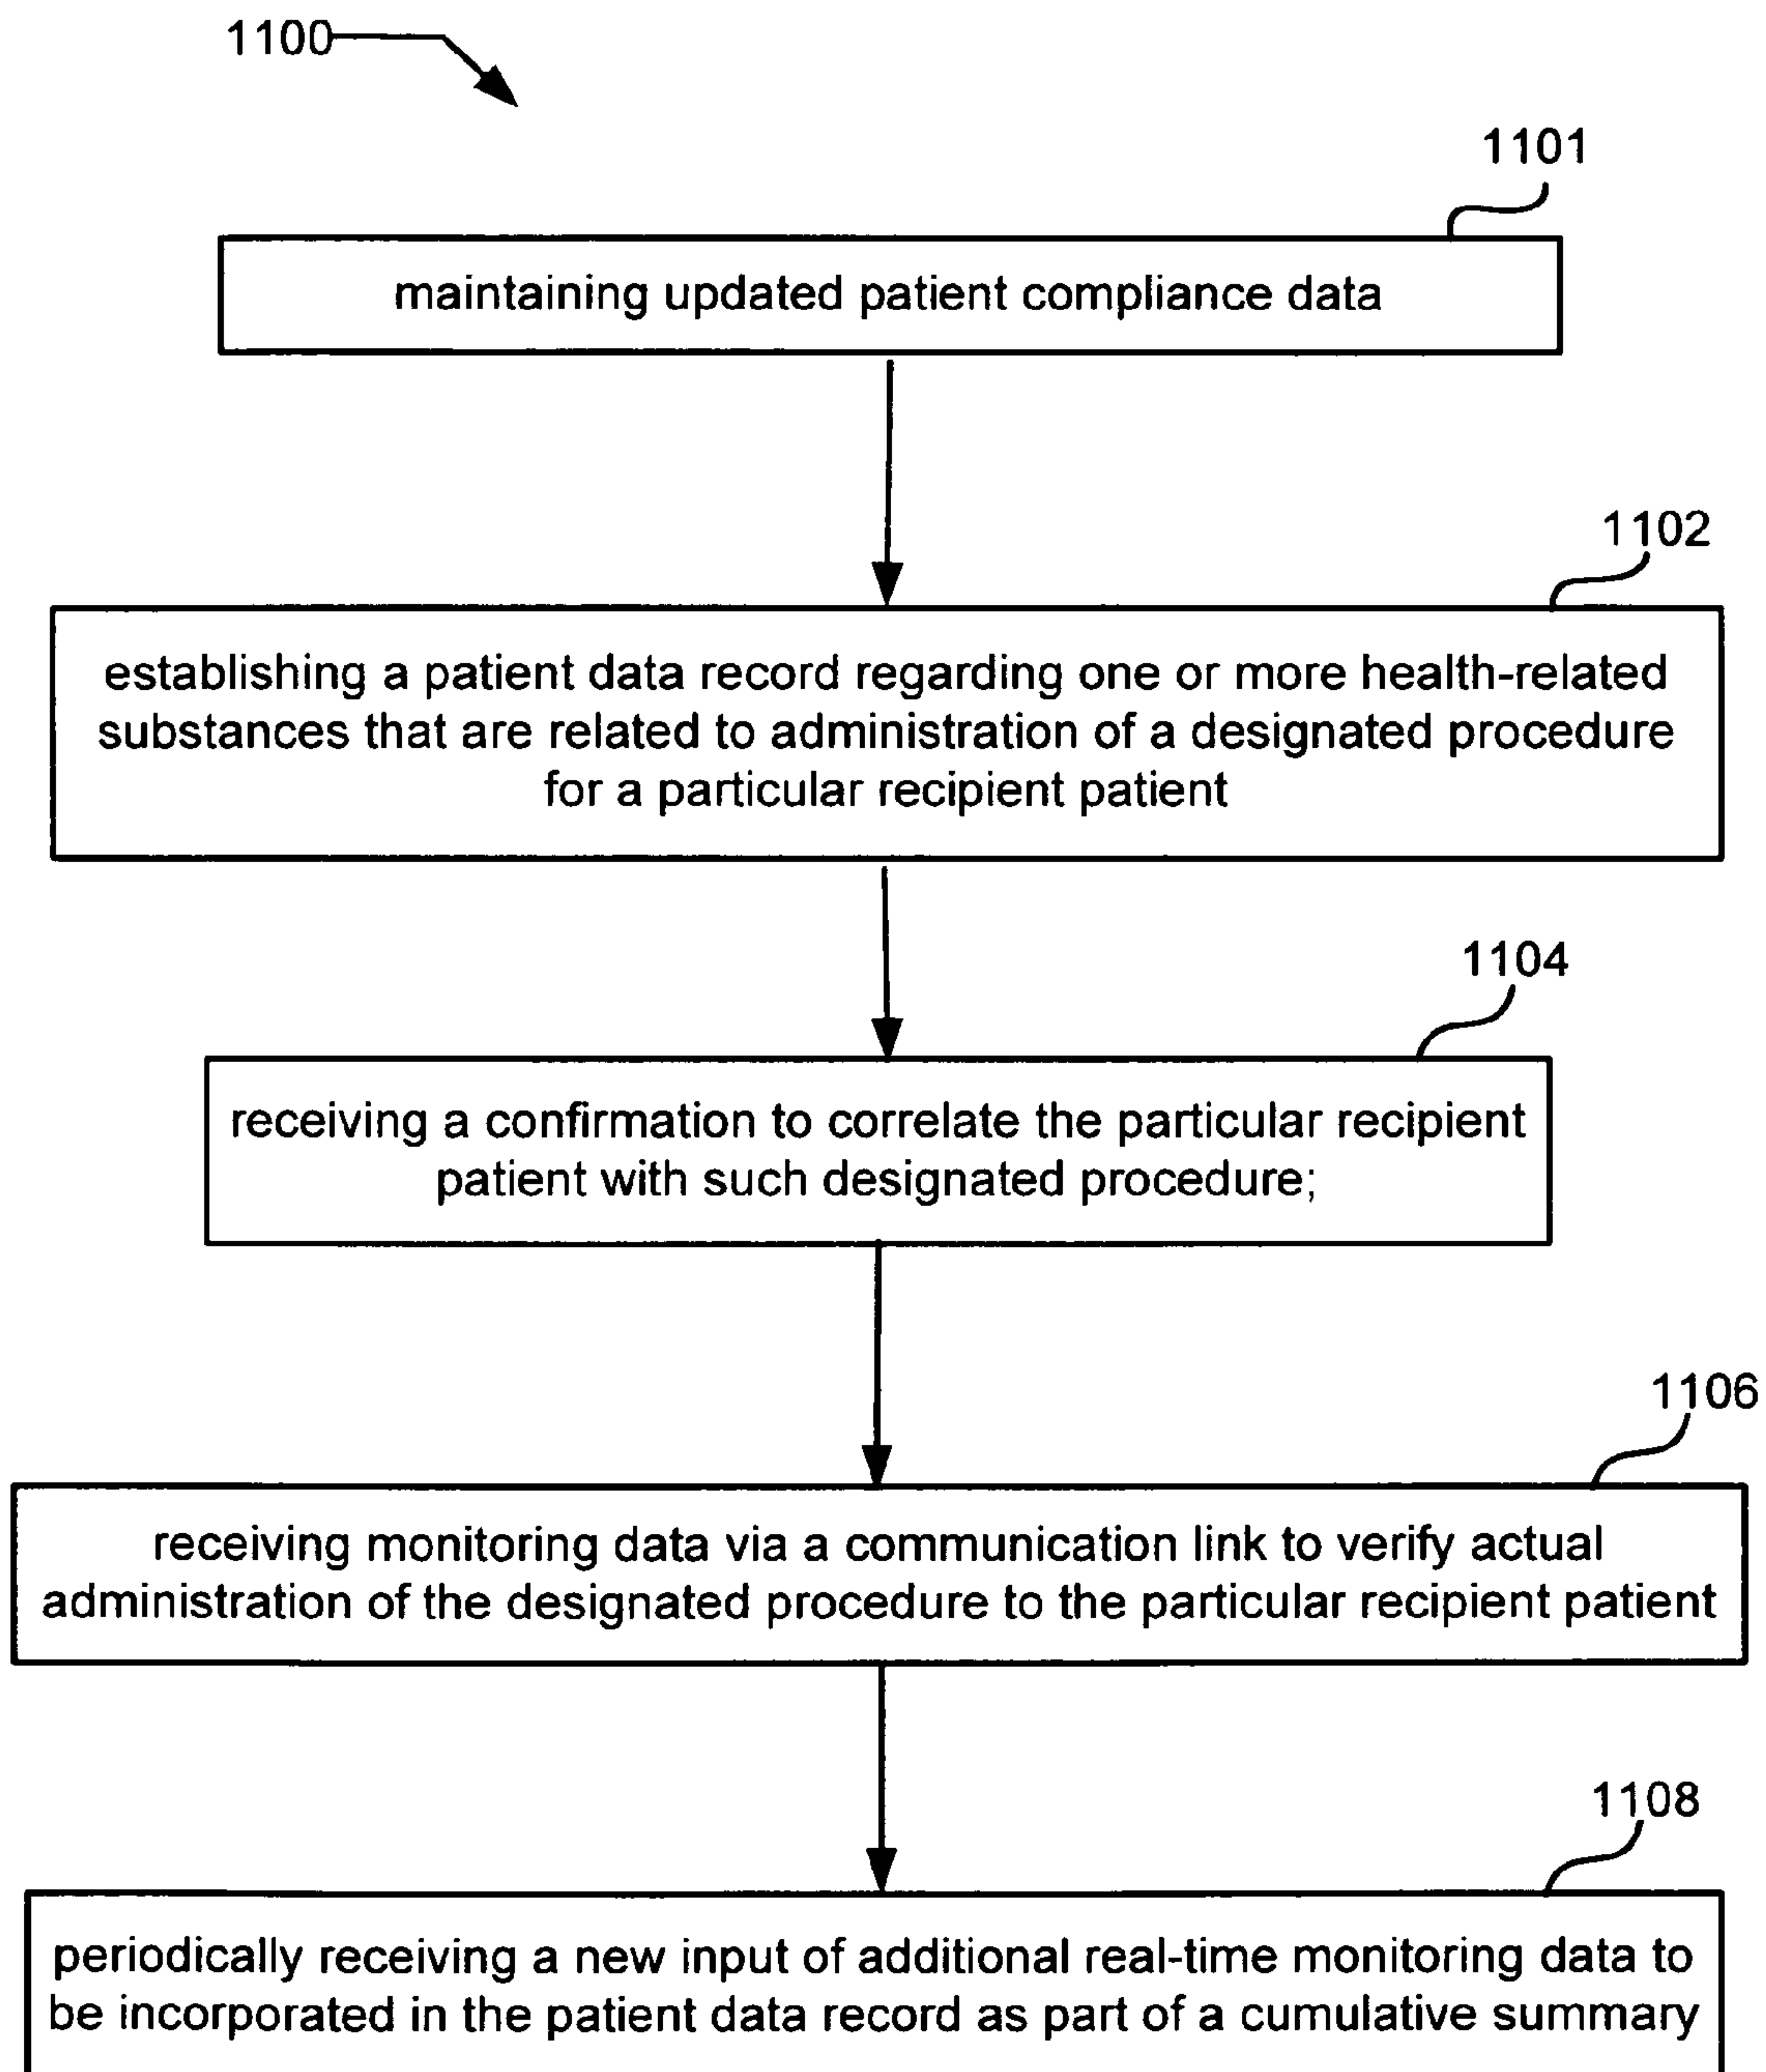 1100
1101
maintaining updated patient compliance data
1102
establishing a patient data record regarding one or more health-related
substances that are related to administration of a designated procedure
for a particular recipient patient
1104
receiving a confirmation to correlate the particular recipient
patient with such designated procedure;
1106
receiving monitoring data via a communication link to verify actual
administration of the designated procedure to the particular recipient patient
1108
periodically receiving a new input of additional real-time monitoring data to
be incorporated in the patient data record as part of a cumulative summary